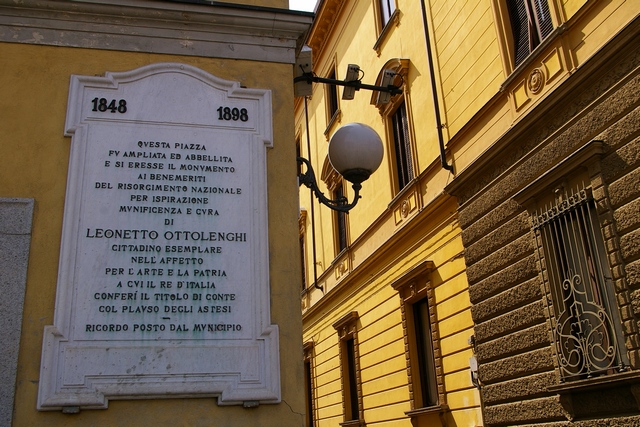 1848 1898
QVESTA PIAZZA
FV AMPLIATA ED ABBELLITA
E SI ERESSE IL MONVMENTO
AI BENEMERITI
DEL RISORGIMENTO NAZIONALE
PER ISPIRAZIONE
MVNIFICENZA E CVRA
DI
LEONETTO OTTOLENGHI
CITTADINO ESEMPLARE
NELL'AFFETTO
PER L'ARTE E LA PATRIA
A CVI IL RE D'ITALIA
CONFERÍ IL TITOLO DI CONTE
COL PLAVSO DEGLI ASTESI
—
RICORDO POSTO DAL MVNICIPIO